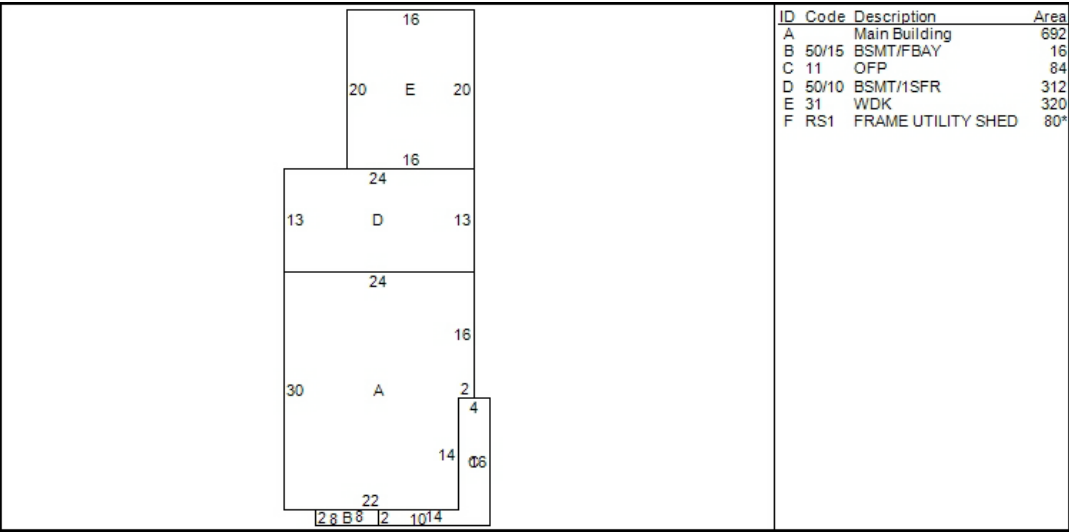 16
20 E 20
16
24
13 D 13
24
16
30 A 2
4
14 C 16
22
2 8 B 8 2 10 14
ID Code Description Area
A Main Building 692
B 50/15 BSMT/FBAY 16
C 11 OFP 84
D 50/10 BSMT/1SFR 312
E 31 WDK 320
F RS1 FRAME UTILITY SHED 80*